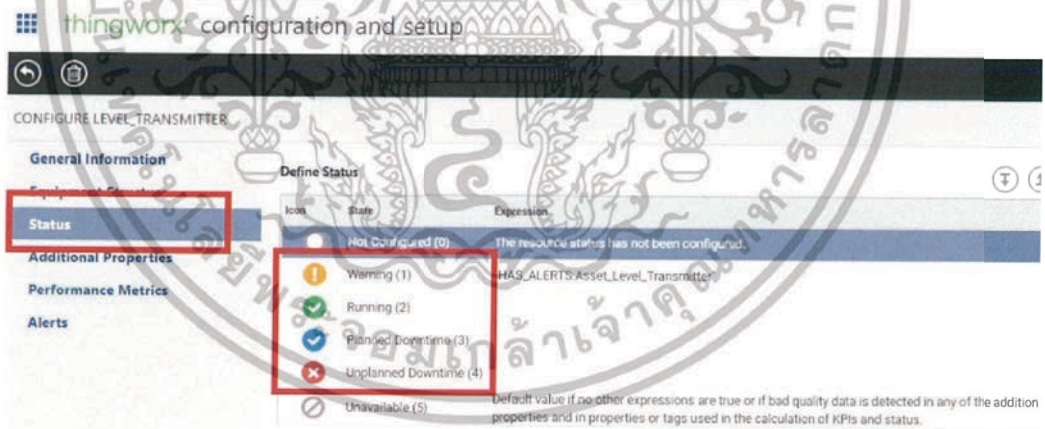 thingworx configuration and setup
CONFIGURE LEVEL_TRANSMITTER
General Information
Equipment Structure
Status
Additional Properties
Performance Metrics
Alerts
Define Status
Icon State Expression
Not Configured (0) The resource status has not been configured.
Warning (1) HAS_ALERTS:Asset_Level_Transmitter
Running (2)
Planned Downtime (3)
Unplanned Downtime (4)
Unavailable (5) Default value if no other expressions are true or if bad quality data is detected in any of the addition
properties and in properties or tags used in the calculation of KPIs and status.